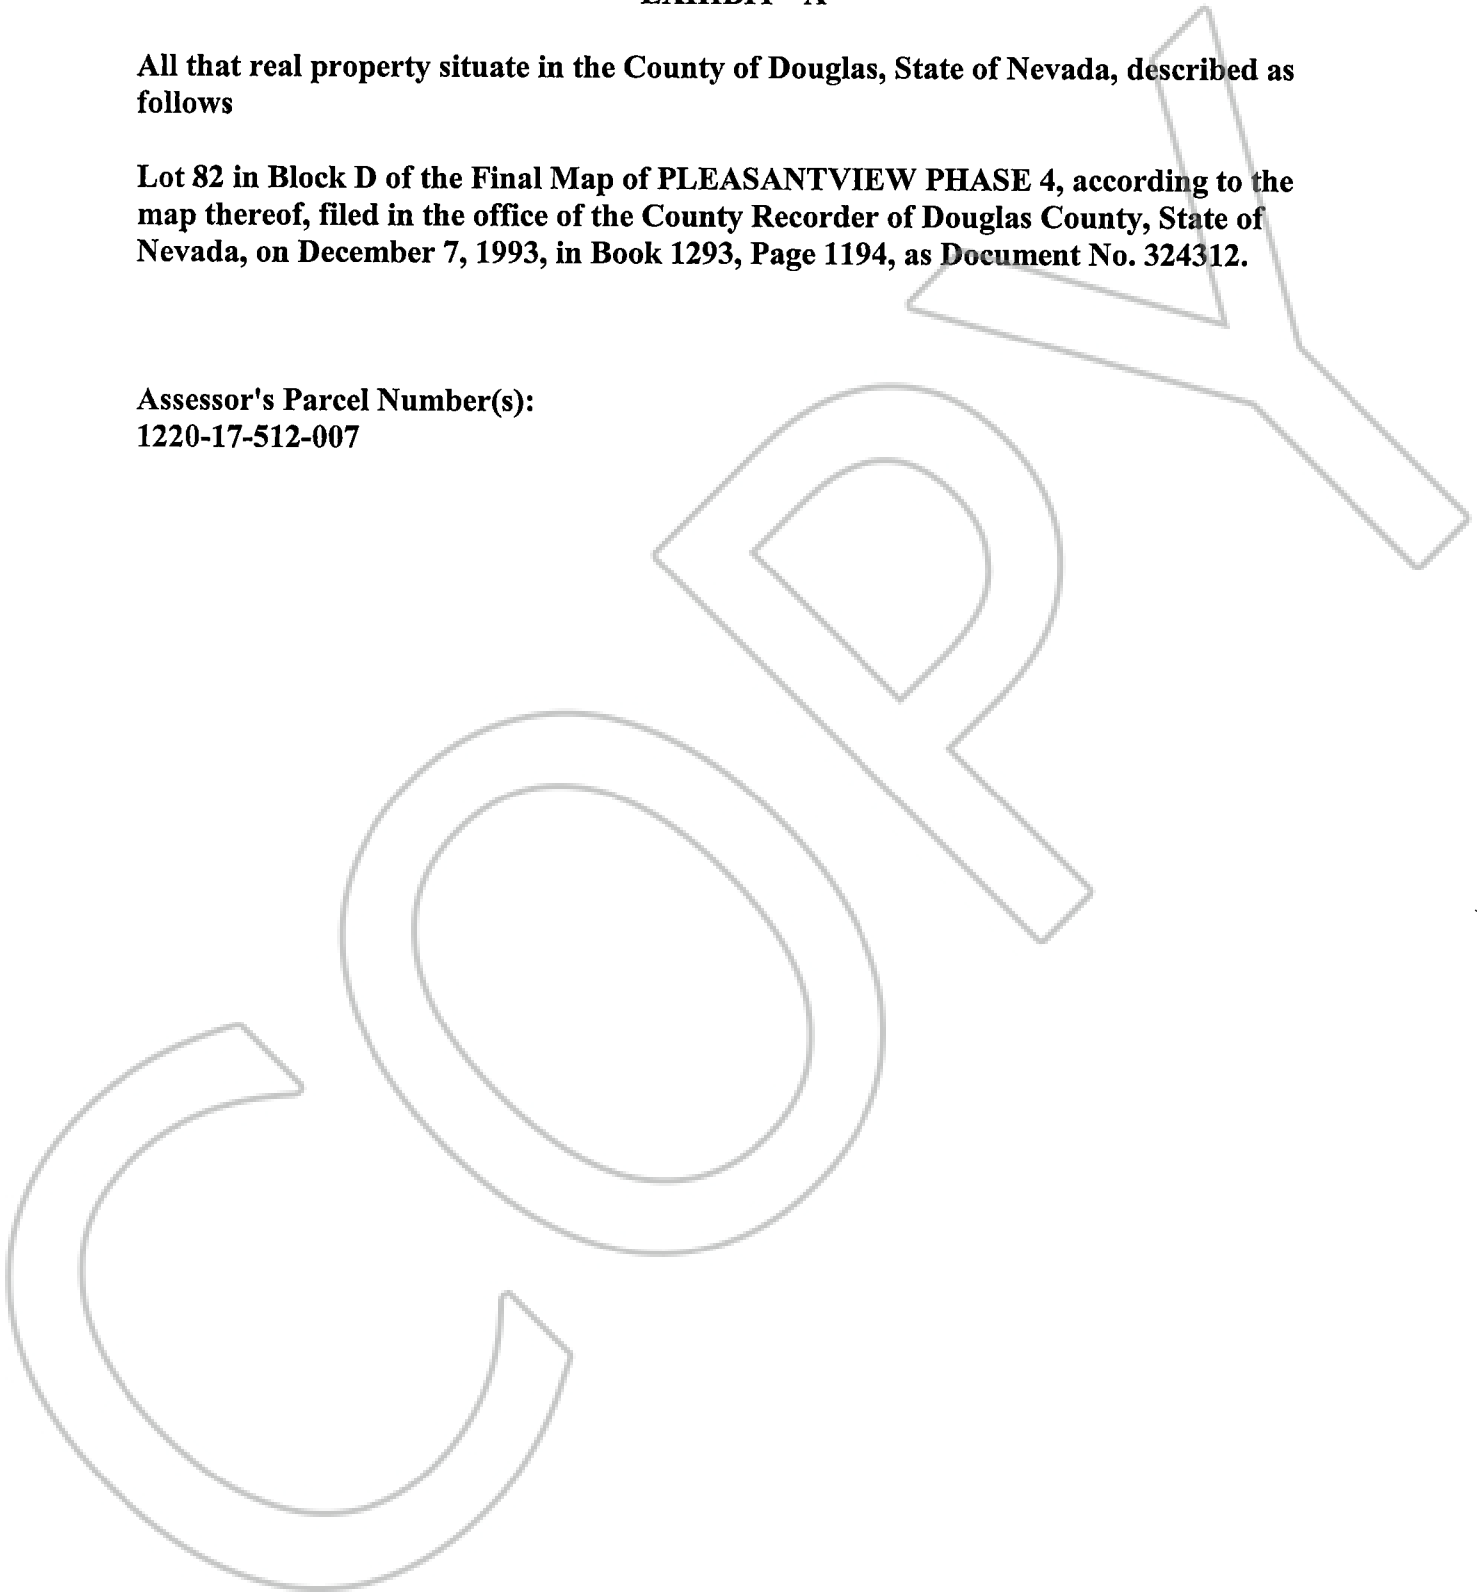 EXHIBIT "A"
All that real property situate in the County of Douglas, State of Nevada, described as
follows
Lot 82 in Block D of the Final Map of PLEASANTVIEW PHASE 4, according to the
map thereof, filed in the office of the County Recorder of Douglas County, State of
Nevada, on December 7, 1993, in Book 1293, Page 1194, as Document No. 324312.
Assessor's Parcel Number(s):
1220-17-512-007
COPY